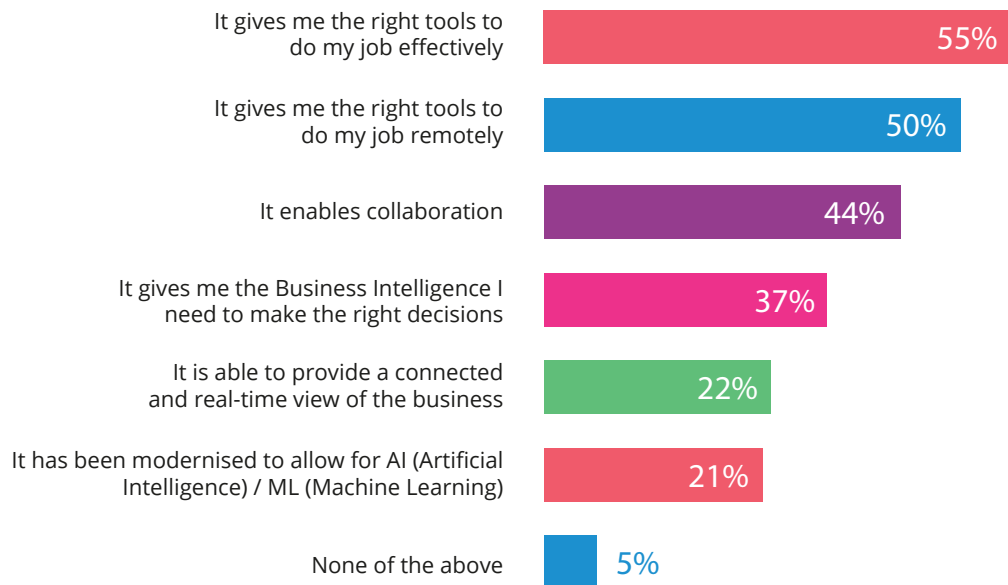 It gives me the right tools to
do my job effectively
55%
It gives me the right tools to
do my job remotely
50%
It enables collaboration
44%
It gives me the Business Intelligence I
need to make the right decisions
37%
It is able to provide a connected
and real-time view of the business
22%
It has been modernised to allow for AI (Artificial
Intelligence) / ML (Machine Learning)
21%
None of the above
5%